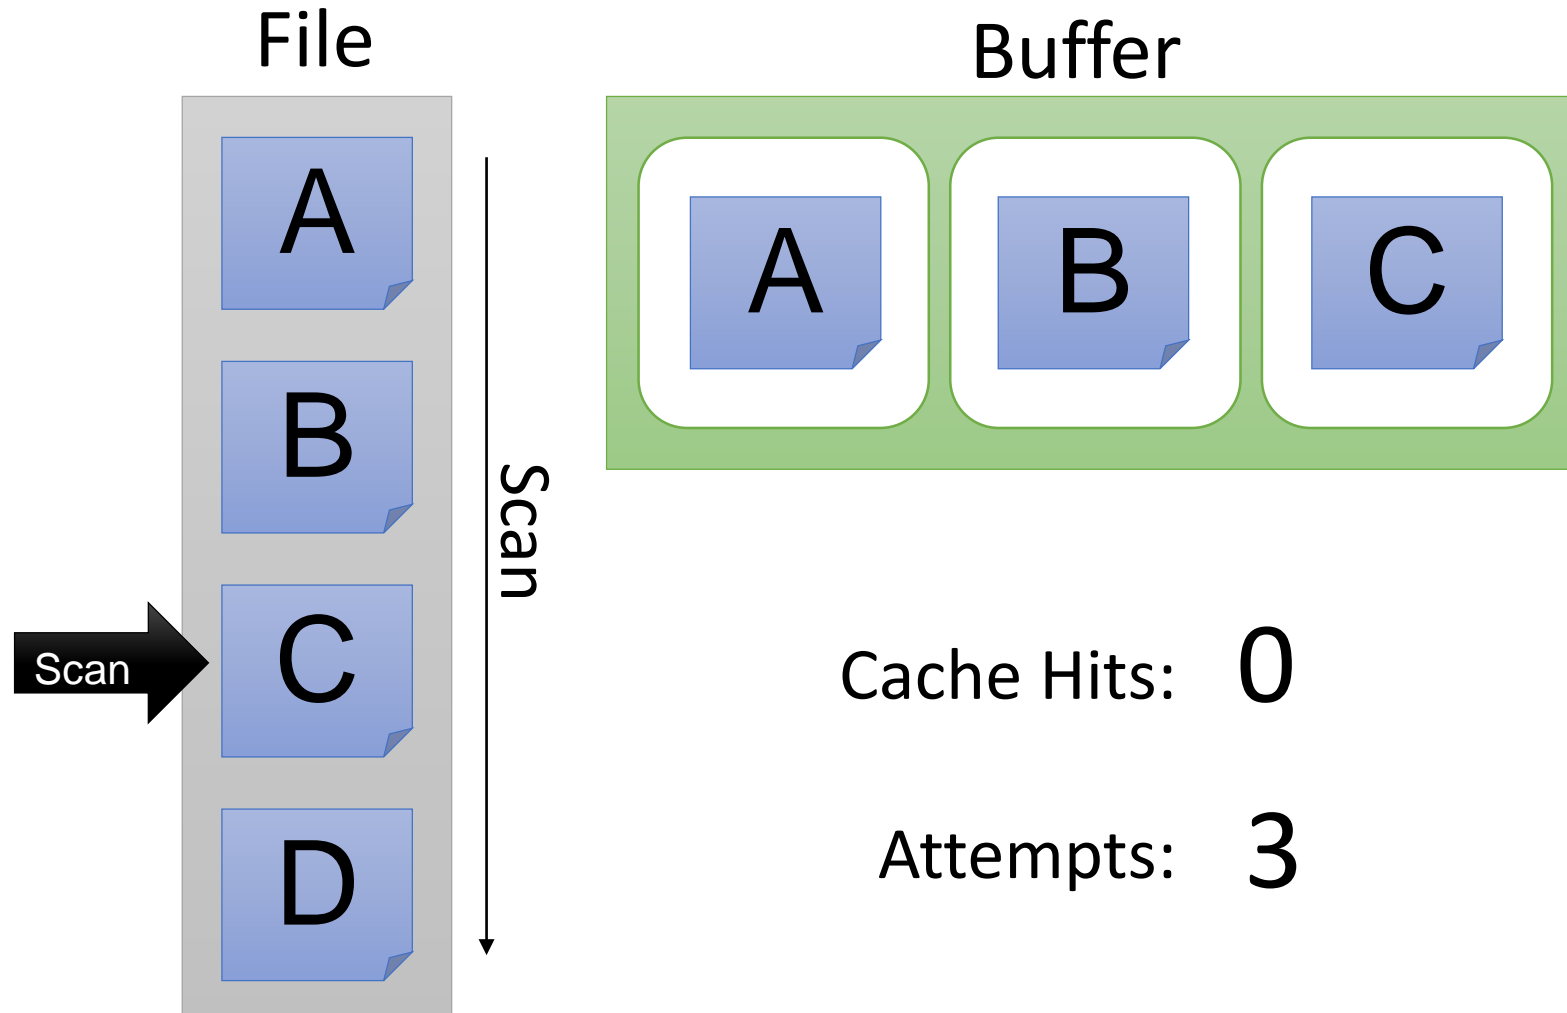 File
A
B
C
D
Scan
Scan
Buffer
A B C
Cache Hits: 0
Attempts: 3